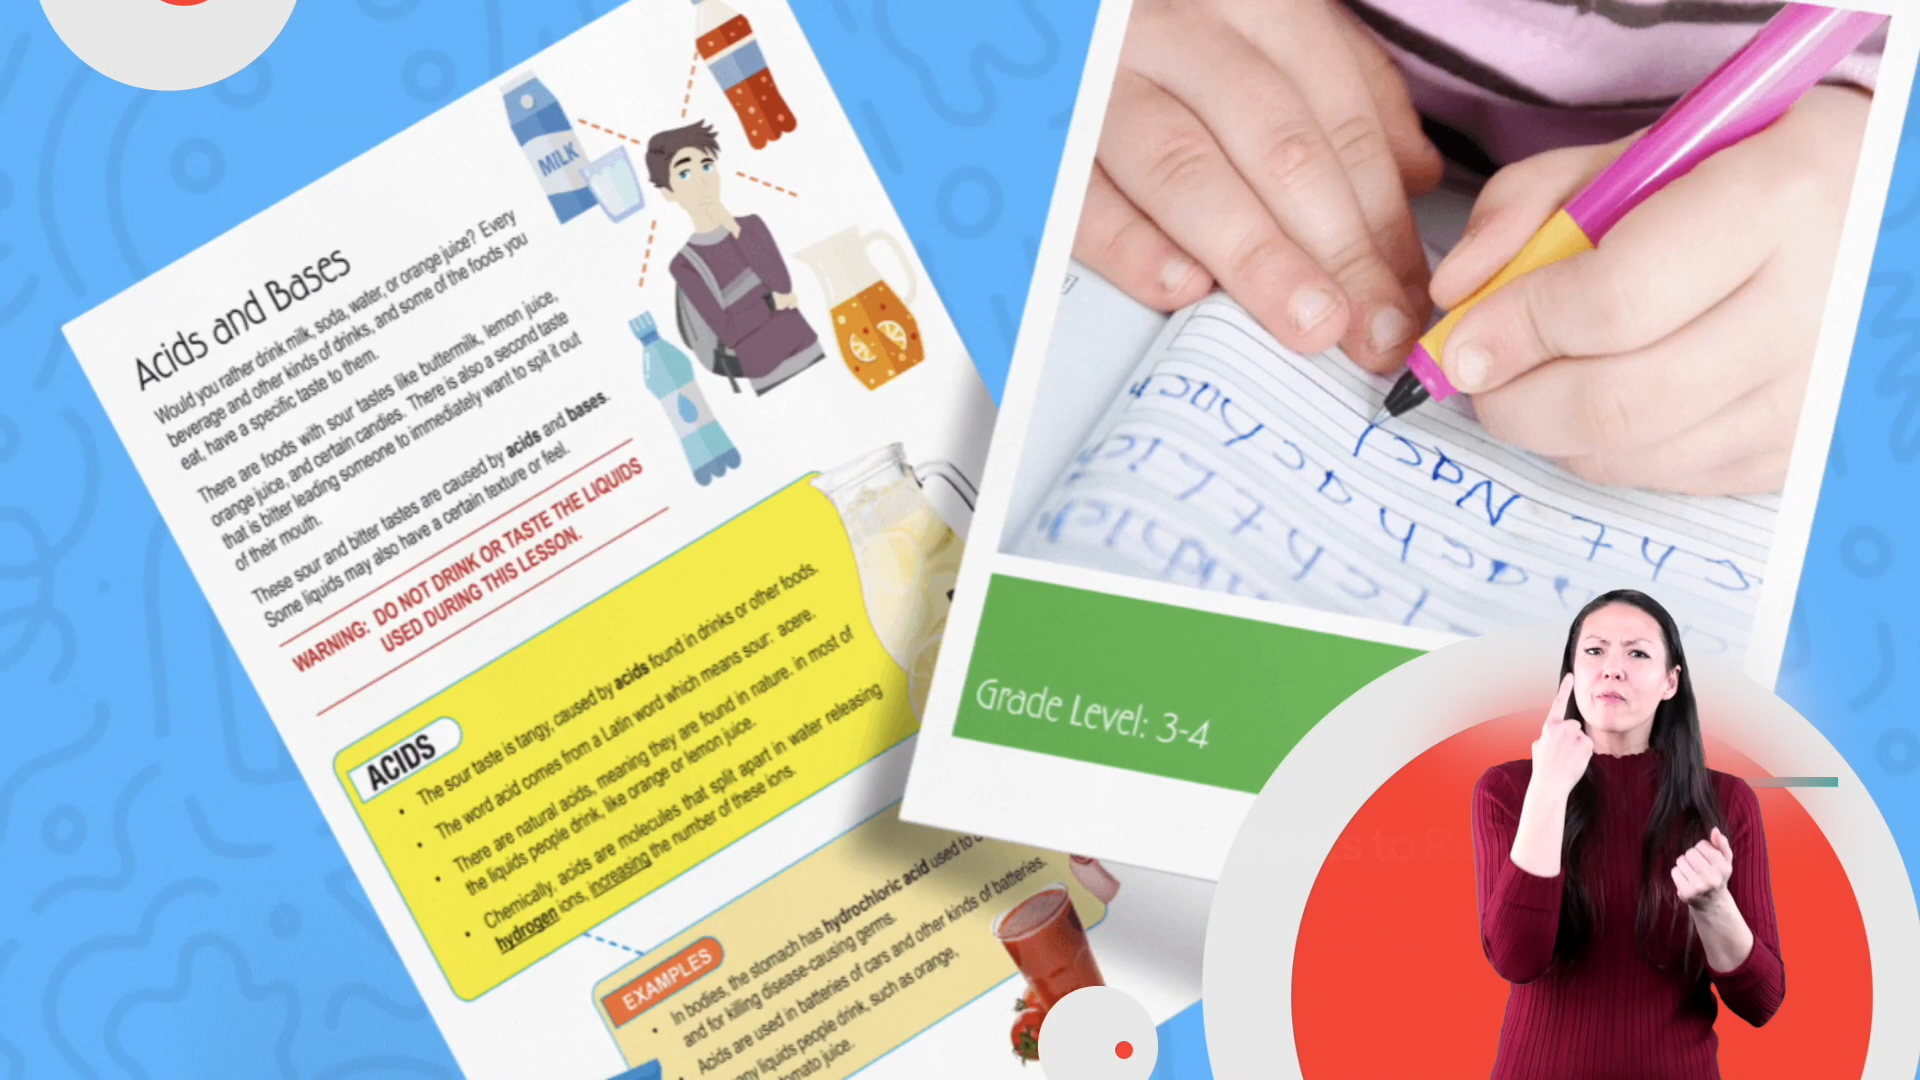 MILK
Acids and Bases
Would you rather drink milk, soda, water, or orange juice? Every
beverage and other kinds of drinks, and some of the foods you
eat, have a specific taste to them.
There are foods with sour tastes like buttermilk, lemon juice,
orange juice, and certain candies. There is also a second taste
that is bitter leading someone to immediately want to spit it out
of their mouth.
These sour and bitter tastes are caused by acids and bases.
Some liquids may also have a certain texture or feel.
WARNING: DO NOT DRINK OR TASTE THE LIQUIDS
USED DURING THIS LESSON.
ACIDS
• The sour taste is tangy, caused by acids found in drinks or other foods.
• The word acid comes from a Latin word which means sour: acere.
• There are natural acids, meaning they are found in nature. in most of
the liquids people drink, like orange or lemon juice.
• Chemically, acids are molecules that split apart in water releasing
hydrogen ions, increasing the number of these ions.
EXAMPLES
• In bodies, the stomach has hydrochloric acid used to
and for killing disease-causing germs.
• Acids are used in batteries of cars and other kinds of batteries.
liquids people drink, such as orange,
juice.
Grade Level: 3-4